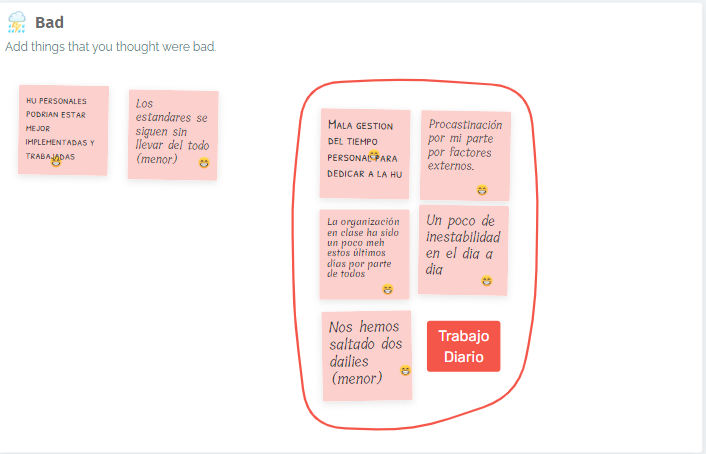 Bad
Add things that you thought were bad.
HU PERSONALES
PODRIAN ESTAR
MEJOR
IMPLEMENTADAS Y
TRABAJADAS
Los
estandares se
siguen sin
llevar del todo
(menor)
MALA GESTION
DEL TIEMPO
PERSONAL PARA
DEDICAR A LA HU
Procastinación
por mi parte
por factores
externos.
La organización
en clase ha sido
un poco meh
estos últimos
días por parte
de todos
Un poco de
inestabilidad
en el dia a
dia
Nos hemos
saltado dos
dailies
(menor)
Trabajo
Diario